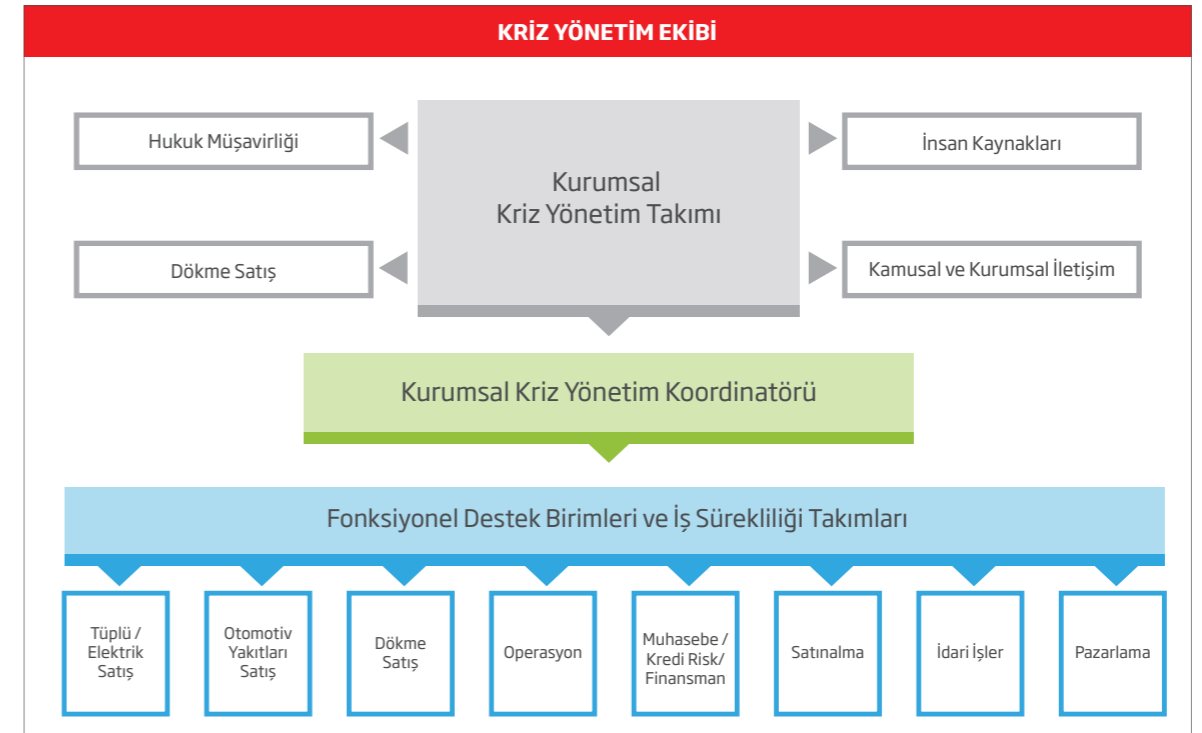 KRİZ YÖNETİM EKİBİ
Hukuk Müşavirliği
Dökme Satış
Kurumsal
Kriz Yönetim Takımı
İnsan Kaynakları
Kamusal ve Kurumsal İletişim
Kurumsal Kriz Yönetim Koordinatörü
Fonksiyonel Destek Birimleri ve İş Sürekliliği Takımları
Tüplü /
Elektrik
Satış
Otomotiv
Yakıtları
Satış
Dökme
Satış
Operasyon
Muhasebe /
Kredi Risk/
Finansman
Satınalma
İdari İşler
Pazarlama